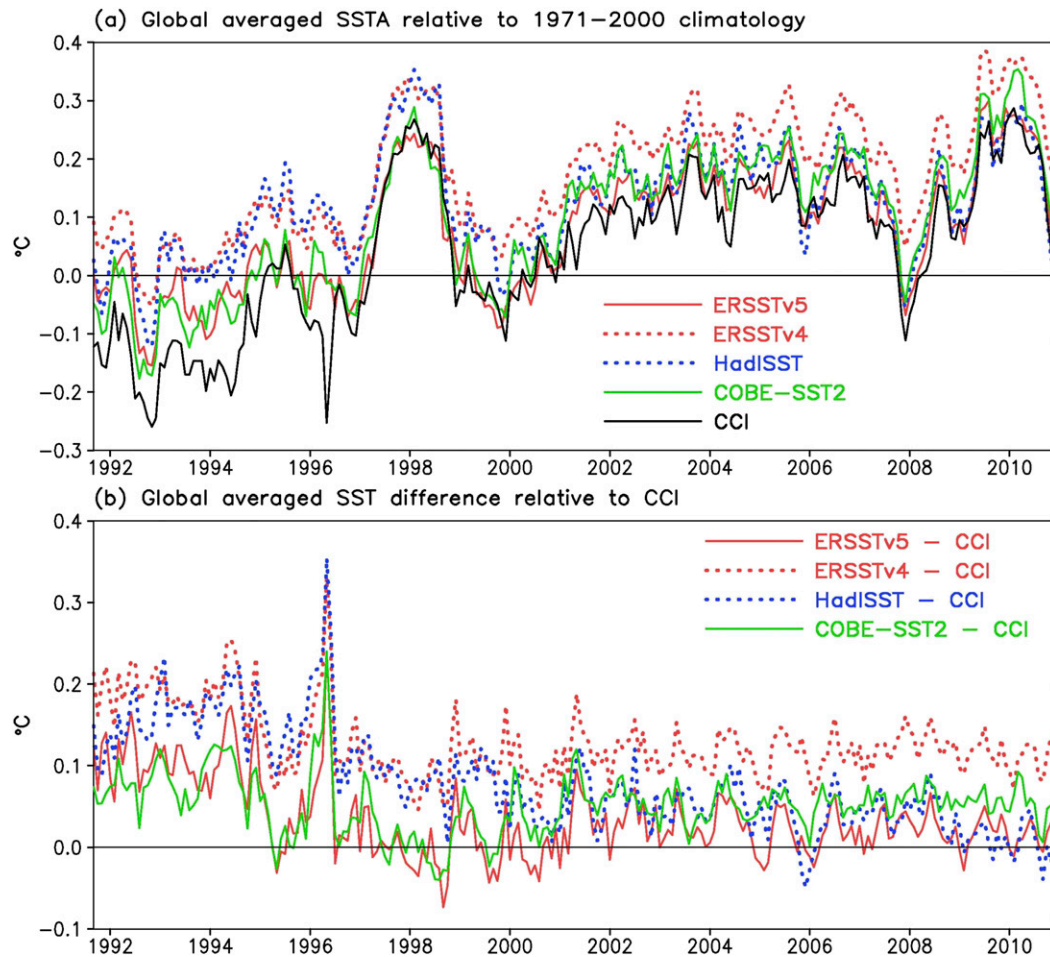 (a) Global averaged SSTA relative to 1971−2000 climatology
°C
0.4
0.3
0.2
0.1
0.0
−0.1
−0.2
−0.3
ERSSTv5
ERSSTv4
HadISST
COBE−SST2
CCI
1992 1994 1996 1998 2000 2002 2004 2006 2008 2010
(b) Global averaged SST difference relative to CCI
°C
0.4
0.3
0.2
0.1
0.0
−0.1
ERSSTv5 − CCI
ERSSTv4 − CCI
HadISST − CCI
COBE−SST2 − CCI
1992 1994 1996 1998 2000 2002 2004 2006 2008 2010